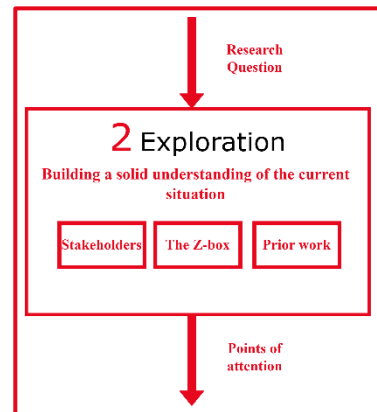 Research
Question
2 Exploration
Building a solid understanding of the current
situation
Stakeholders
The Z-box
Prior work
Points of
attention